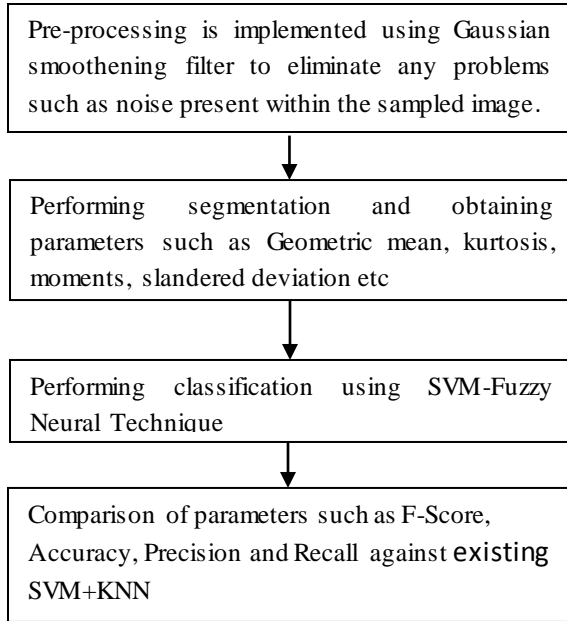 Pre-processing is implemented using Gaussian
smoothening filter to eliminate any problems
such as noise present within the sampled image.
Performing segmentation and obtaining
parameters such as Geometric mean, kurtosis,
moments, slandered deviation etc
Performing classification using SVM-Fuzzy
Neural Technique
Comparison of parameters such as F-Score,
Accuracy, Precision and Recall against existing
SVM+KNN